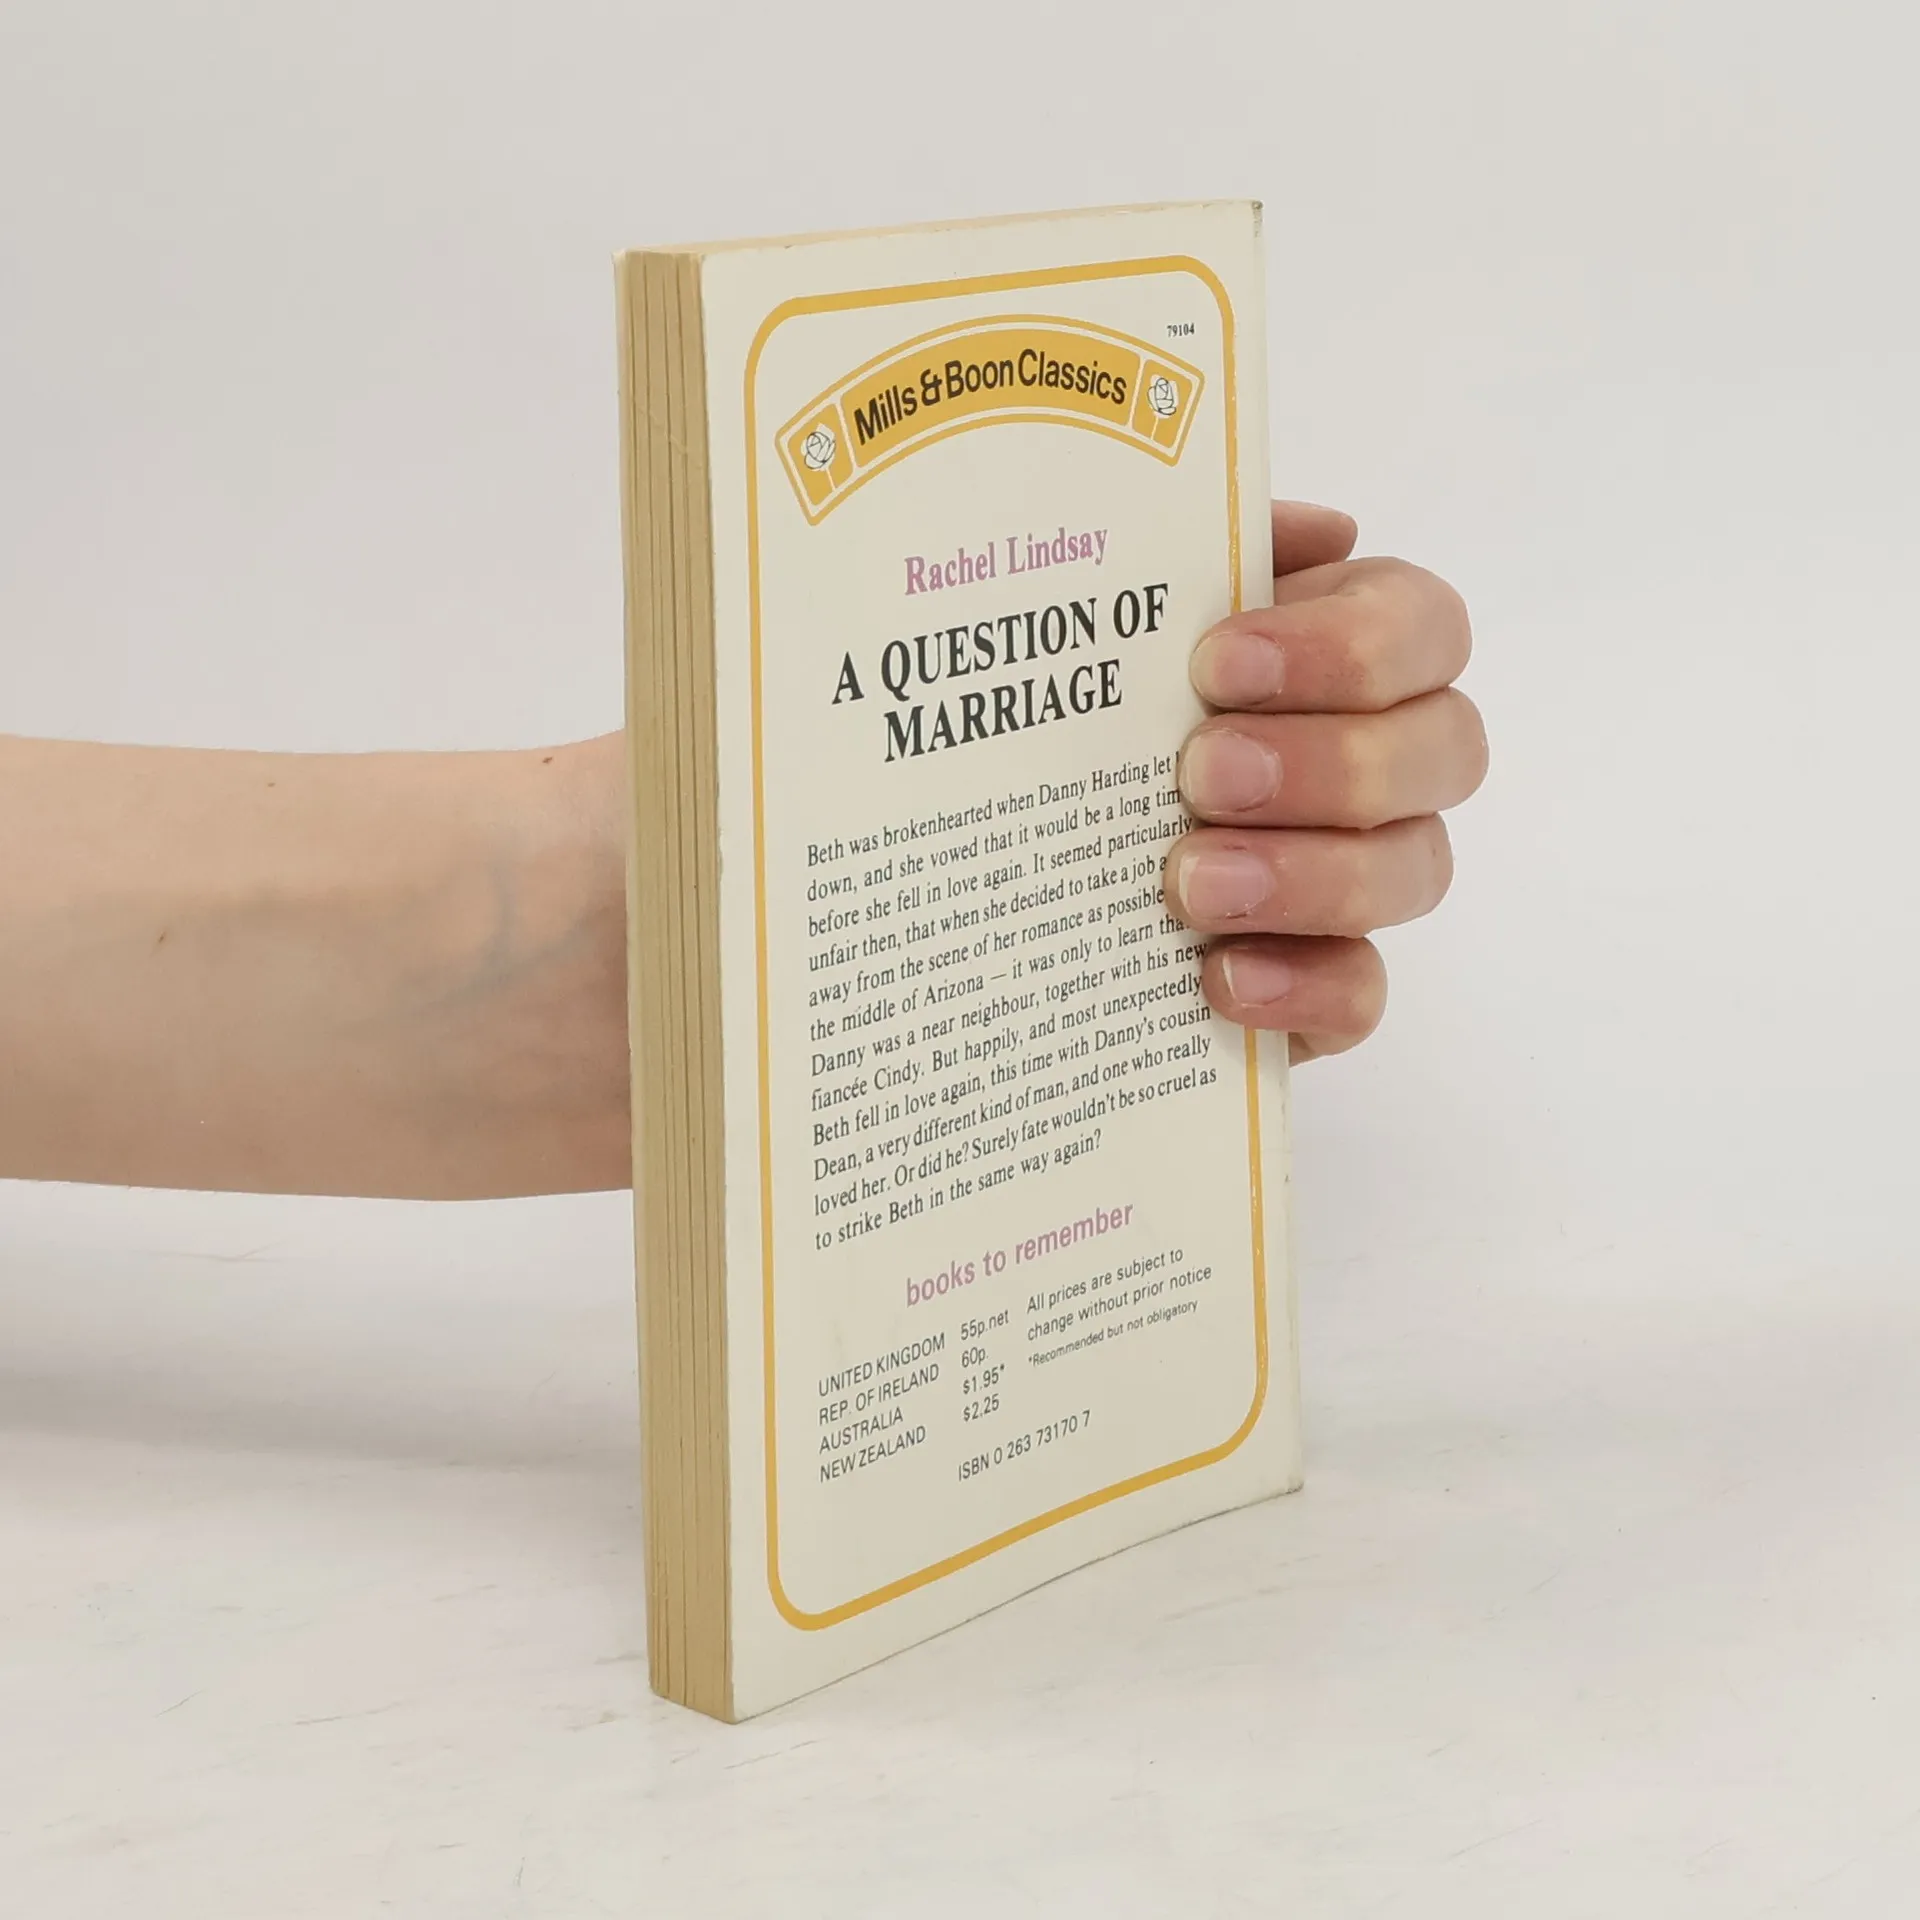 79104
Mills & Boon Classics
Rachel Lindsay
A QUESTION OF
MARRIAGE
Beth was brokenhearted when Danny Harding let
down, and she vowed that it would be a long
before she fell in love again. It seemed particularly
unfair then, that when she decided to take a job
away from the scene of her romance as possible
the middle of Arizona — it was only to learn
Danny was a near neighbour, together with his new
fiancée Cindy. But happily, and most unexpectedly
Beth fell in love again, this time with Danny's cousin
Dean, a very different kind of man, and one who really
loved her. Or did he? Surely fate wouldn't be so cruel as
to strike Beth in the same way again?
books to remember
UNITED KINGDOM 55p.net
REP. OF IRELAND 60p.
AUSTRALIA $1.95*
NEW ZEALAND $2.25
All prices are subject to
change without prior notice
*Recommended but not obligatory
ISBN 0 263 73170 7